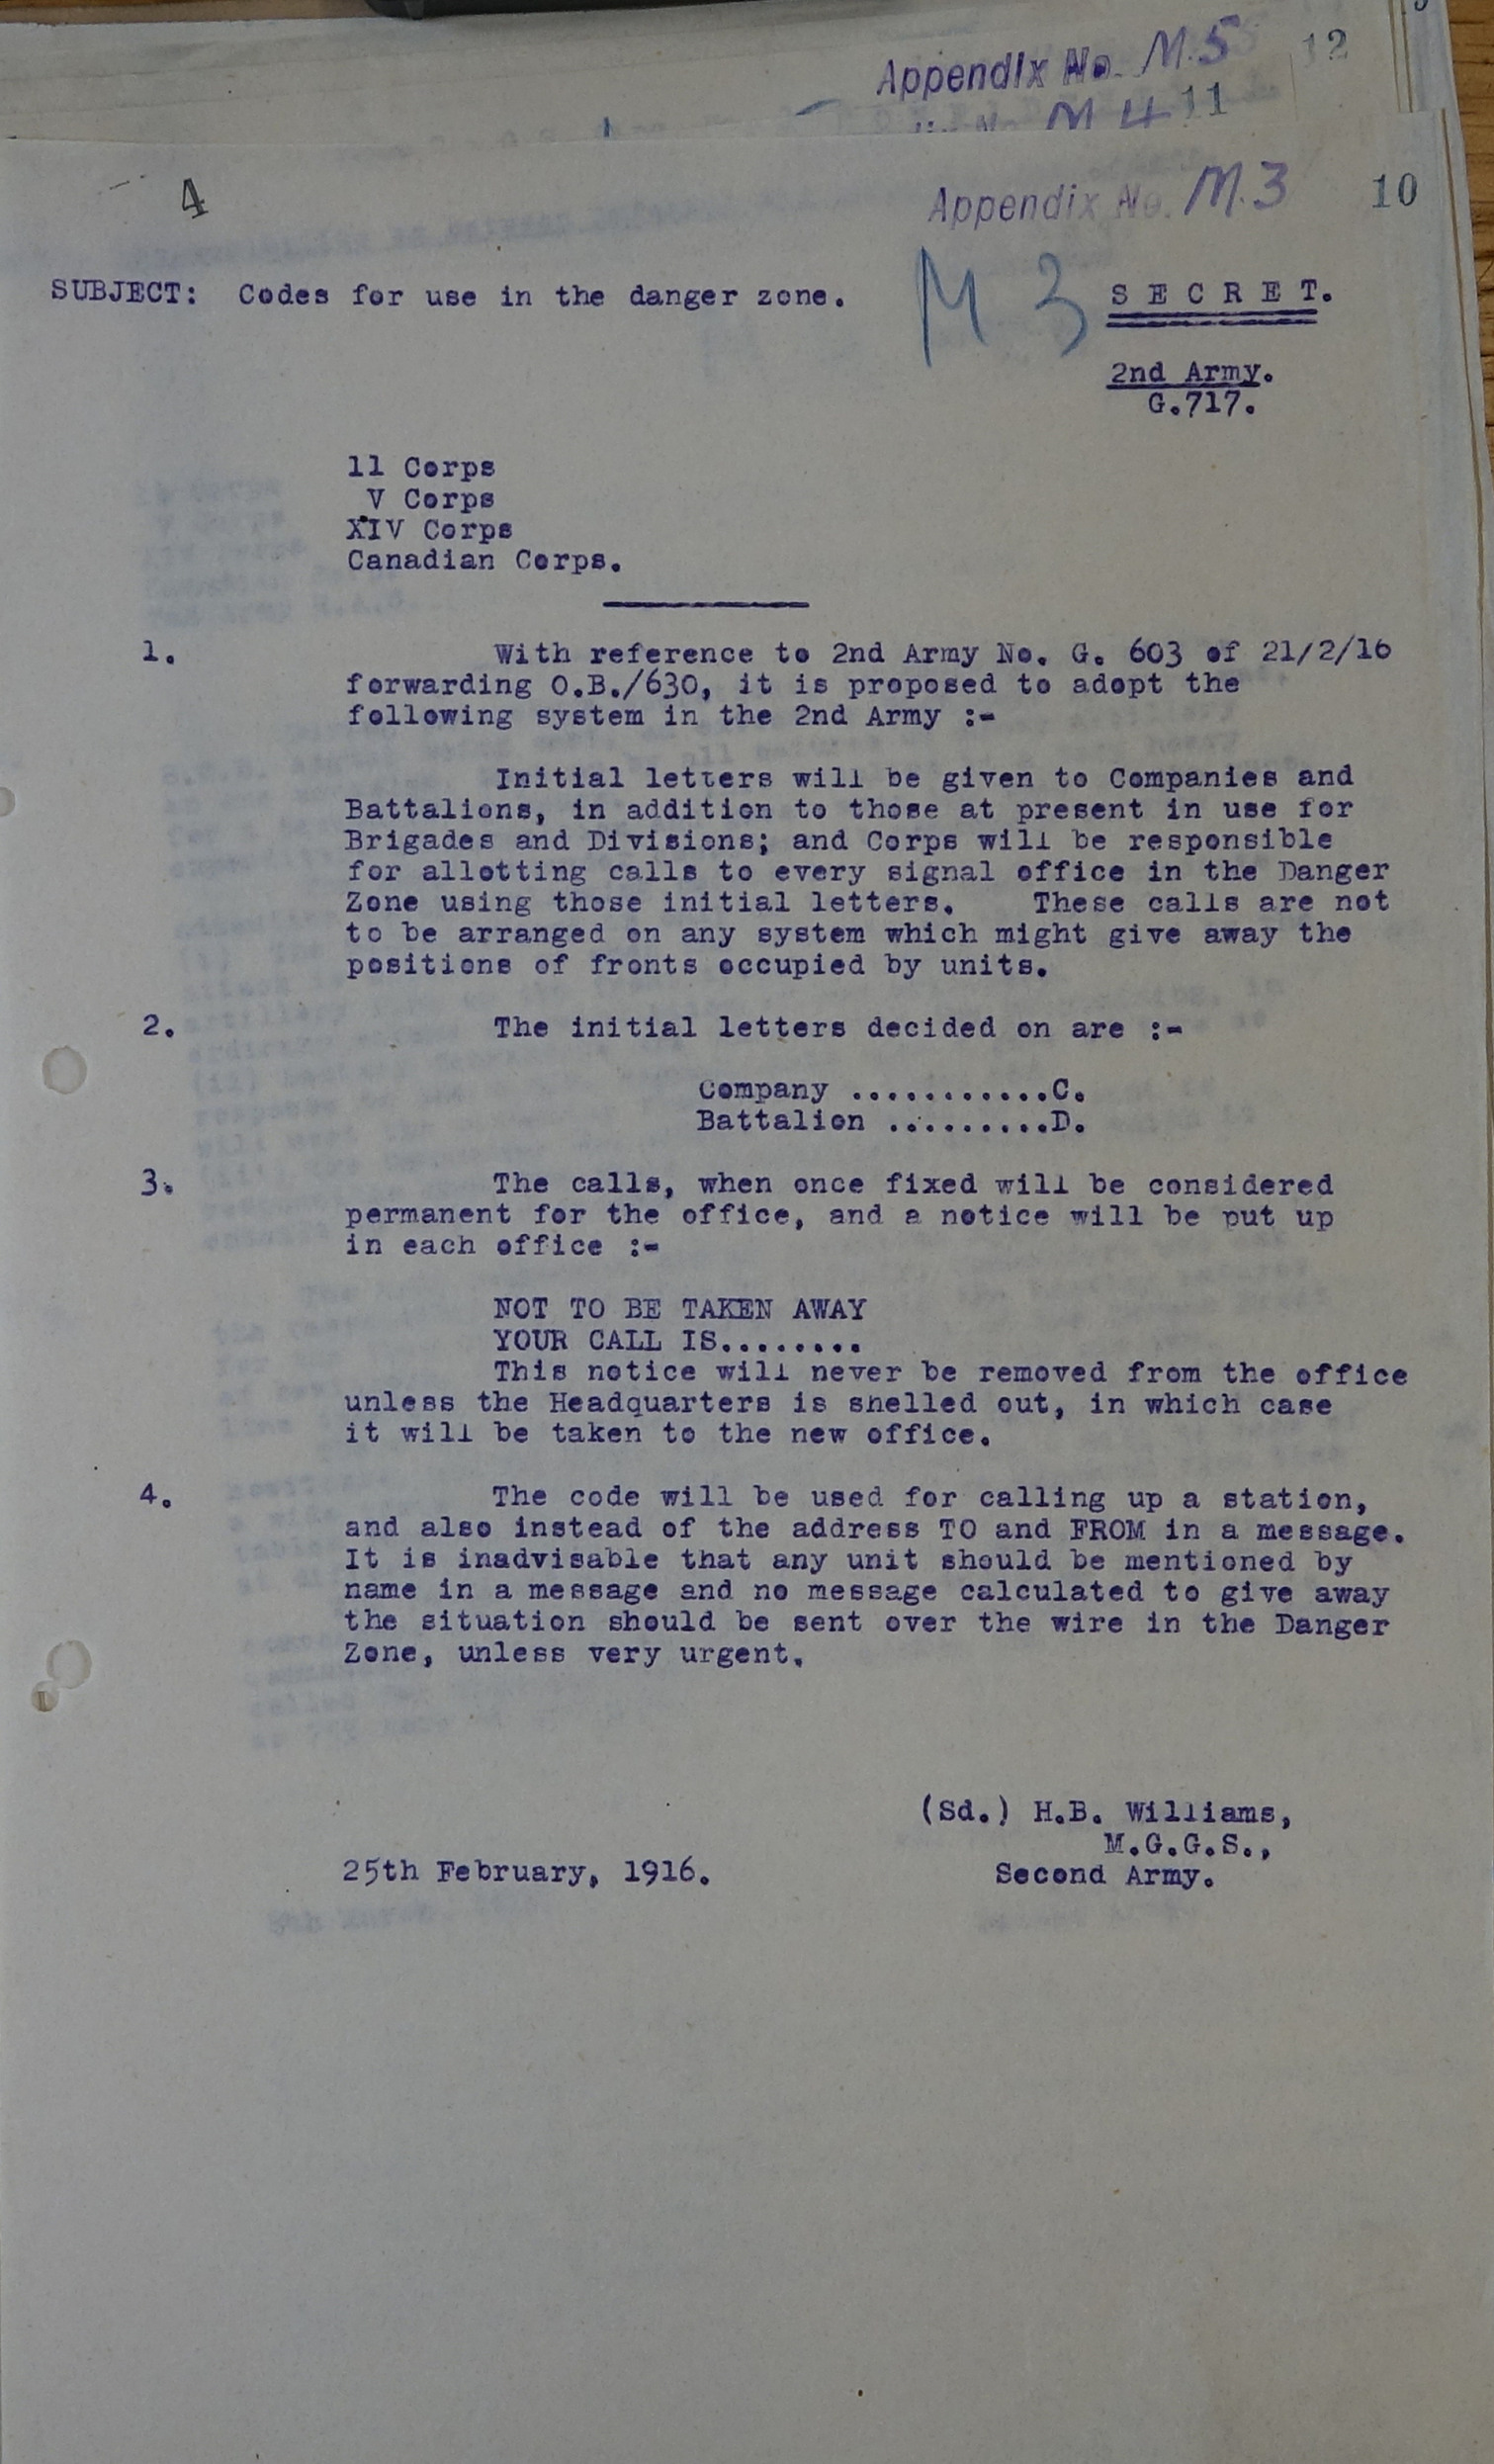 Appendix No. M.5 12
M 4 11
4
Appendix No. M.3 10
SUBJECT: Codes for use in the danger zone.
M 3
S E C R E T.
2nd Army.
G.717.
11 Corps
V Corps
XIV Corps
Canadian Corps.
1. With reference to 2nd Army No. G. 603 of 21/2/16
forwarding O.B./630, it is proposed to adopt the
following system in the 2nd Army :-
Initial letters will be given to Companies and
Battalions, in addition to those at present in use for
Brigades and Divisions; and Corps will be responsible
for allotting calls to every signal office in the Danger
Zone using those initial letters. These calls are not
to be arranged on any system which might give away the
positions of fronts occupied by units.
2. The initial letters decided on are :-
Company ...........C.
Battalion .........D.
3. The calls, when once fixed will be considered
permanent for the office, and a notice will be put up
in each office :-
NOT TO BE TAKEN AWAY
YOUR CALL IS........
This notice will never be removed from the office
unless the Headquarters is shelled out, in which case
it will be taken to the new office.
4. The code will be used for calling up a station,
and also instead of the address TO and FROM in a message.
It is inadvisable that any unit should be mentioned by
name in a message and no message calculated to give away
the situation should be sent over the wire in the Danger
Zone, unless very urgent.
(Sd.) H.B. Williams,
M.G.G.S.,
25th February, 1916. Second Army.